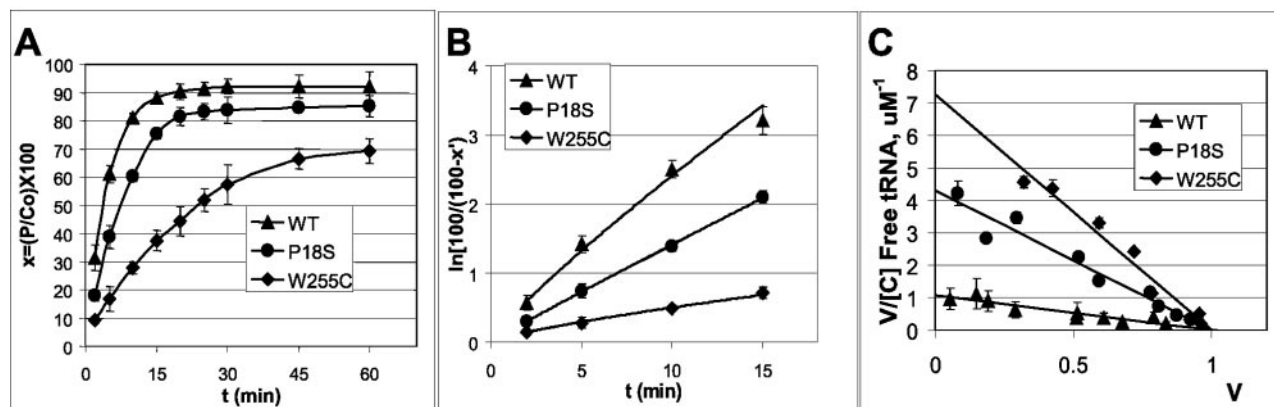 A
x=(P/Co)X100
100
90
80
70
60
50
40
30
20
10
0
WT
P18S
W255C
0
15
30
45
60
t (min)
B
ln[100/(100-x')
4
3
2
1
0
WT
P18S
W255C
0
5
10
15
t (min)
C
V/[C] Free tRNA, uM-1
8
7
6
5
4
3
2
1
0
WT
P18S
W255C
0
0.5
1
V